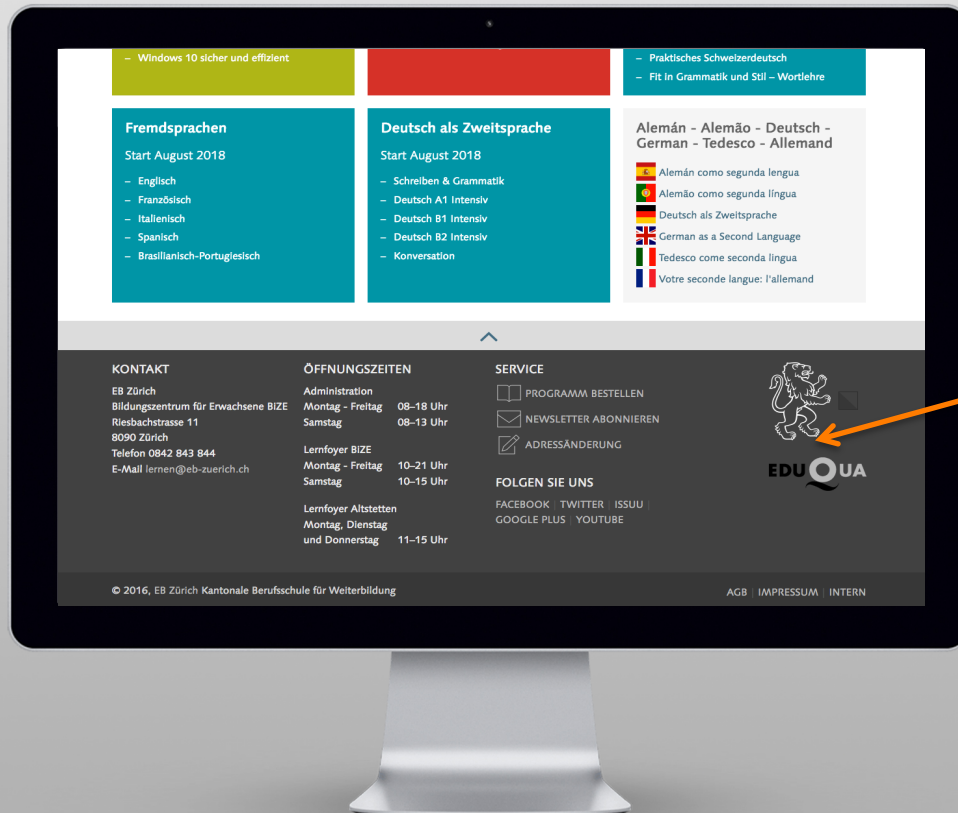 – Windows 10 sicher und effizient
– Praktisches Schweizerdeutsch
– Fit in Grammatik und Stil – Wortlehre
Fremdsprachen
Start August 2018
– Englisch
– Französisch
– Italienisch
– Spanisch
– Brasilianisch-Portugiesisch
Deutsch als Zweitsprache
Start August 2018
– Schreiben & Grammatik
– Deutsch A1 Intensiv
– Deutsch B1 Intensiv
– Deutsch B2 Intensiv
– Konversation
Alemán - Alemão - Deutsch -
German - Tedesco - Allemand
Alemán como segunda lengua
Alemão como segunda língua
Deutsch als Zweitsprache
German as a Second Language
Tedesco come seconda lingua
Votre seconde langue: l'allemand
KONTAKT
EB Zürich
Bildungszentrum für Erwachsene BiZE
Riesbachstrasse 11
8090 Zürich
Telefon 0842 843 844
E-Mail lernen@eb-zuerich.ch
ÖFFNUNGSZEITEN
Administration
Montag - Freitag 08–18 Uhr
Samstag 08–13 Uhr
Lernfoyer BiZE
Montag - Freitag 10–21 Uhr
Samstag 10–15 Uhr
Lernfoyer Altstetten
Montag, Dienstag
und Donnerstag 11–15 Uhr
SERVICE
PROGRAMM BESTELLEN
NEWSLETTER ABONNIEREN
ADRESSÄNDERUNG
FOLGEN SIE UNS
FACEBOOK | TWITTER | ISSUU |
GOOGLE PLUS | YOUTUBE
EDUQUA
© 2016, EB Zürich Kantonale Berufsschule für Weiterbildung
AGB | IMPRESSUM | INTERN